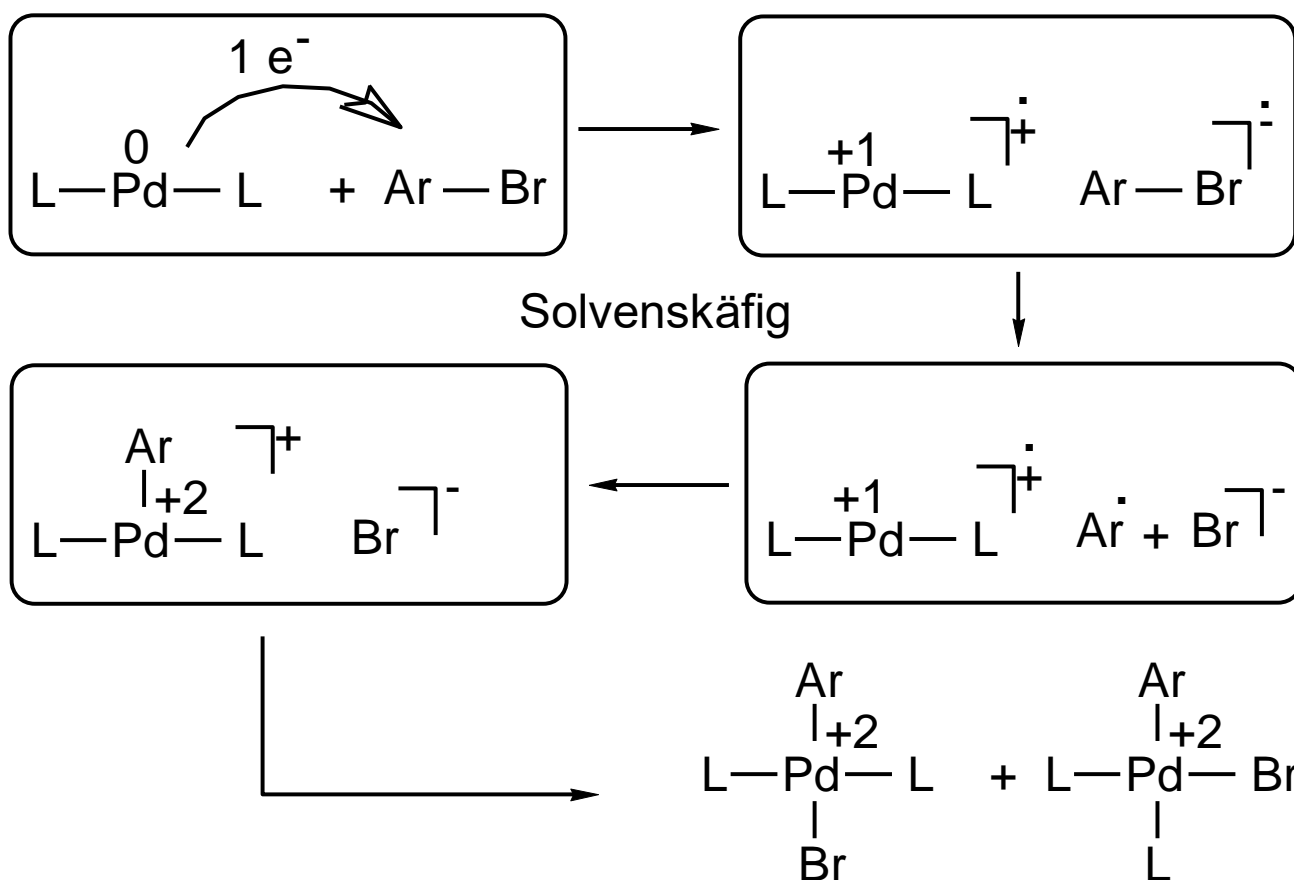 1 e-
0
L—Pd—L + Ar—Br
+1 +. .-
L—Pd—L Ar—Br
Solvenskäfig
Ar +
+2 -
L—Pd—L Br
+1 +. . -
L—Pd—L Ar + Br
Ar Ar
+2 +2
L—Pd—L + L—Pd—Br
Br L